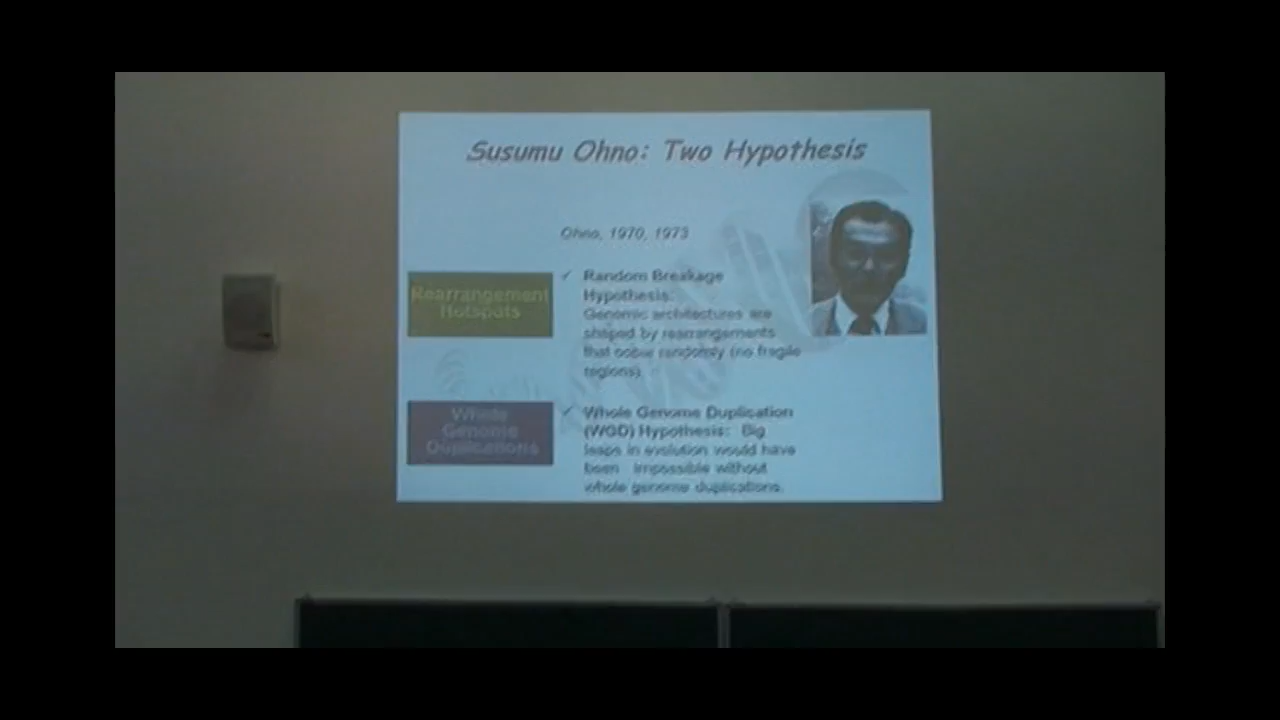 Susumu Ohno: Two Hypothesis
Ohno, 1970, 1973
Rearrangement
Hotspots
✓ Random Breakage
Hypothesis:
Genomic architectures are
shaped by rearrangements
that occur randomly (no fragile
regions).
Whole
Genome
Duplications
✓ Whole Genome Duplication
(WGD) Hypothesis: Big
leaps in evolution would have
been impossible without
whole genome duplications.